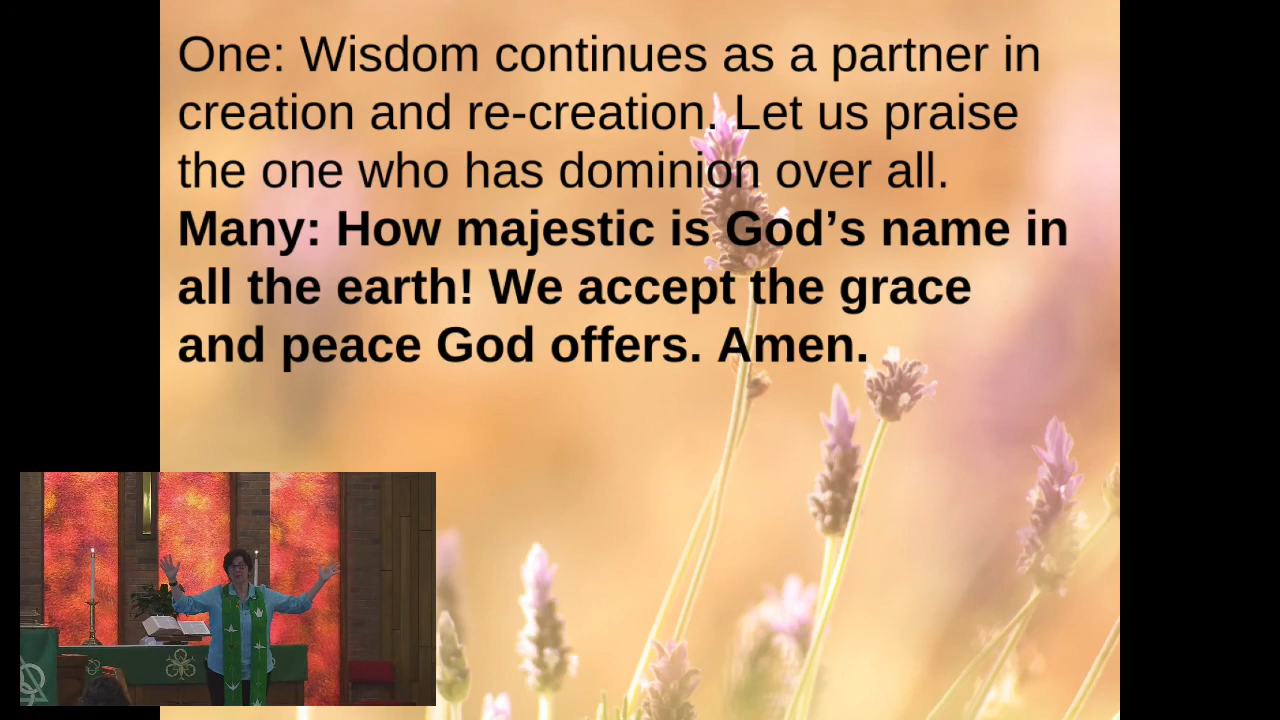 One: Wisdom continues as a partner in
creation and re-creation. Let us praise
the one who has dominion over all.
Many: How majestic is God’s name in
all the earth! We accept the grace
and peace God offers. Amen.